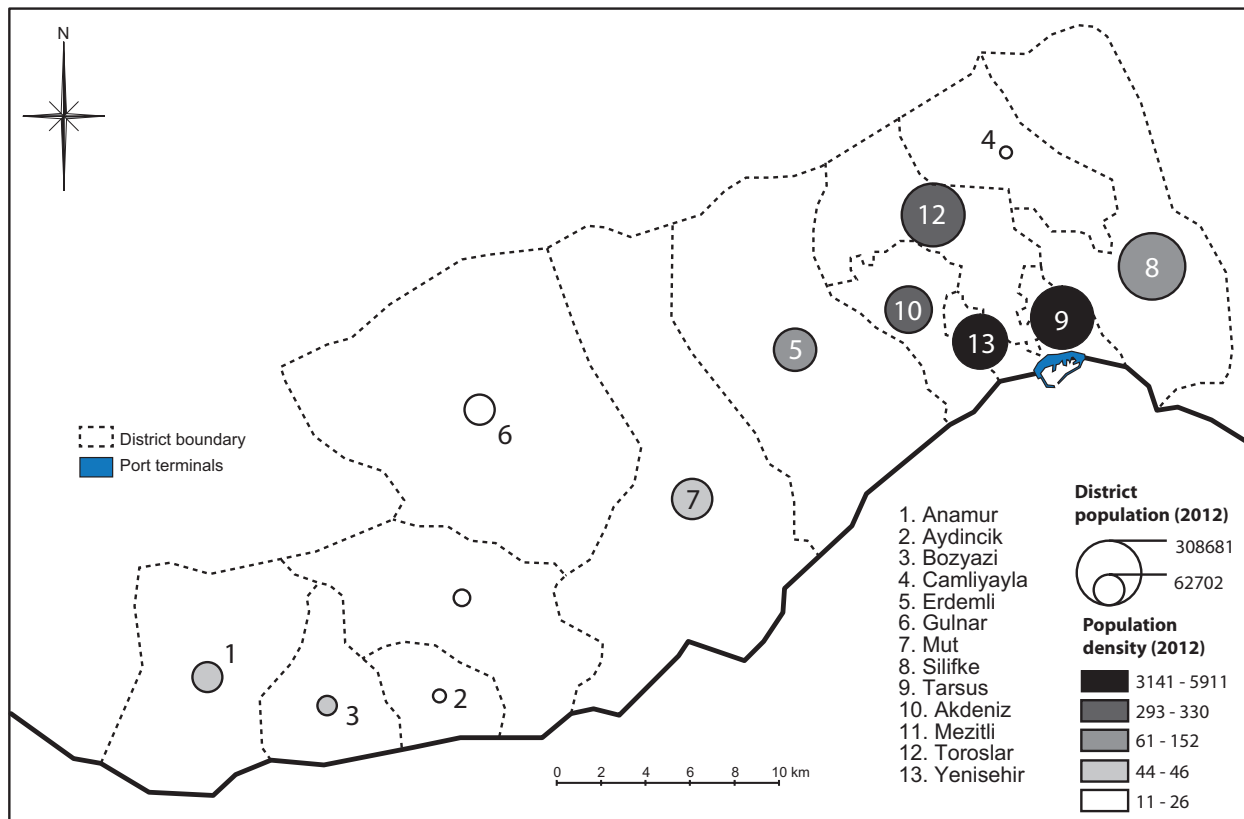 N
4
12
8
10
9
13
5
6
7
1
3
2
District boundary
Port terminals
1. Anamur
2. Aydincik
3. Bozyazi
4. Camliyayla
5. Erdemli
6. Gulnar
7. Mut
8. Silifke
9. Tarsus
10. Akdeniz
11. Mezitli
12. Toroslar
13. Yenisehir
District
population (2012)
308681
62702
Population
density (2012)
3141 - 5911
293 - 330
61 - 152
44 - 46
11 - 26
0 2 4 6 8 10 km